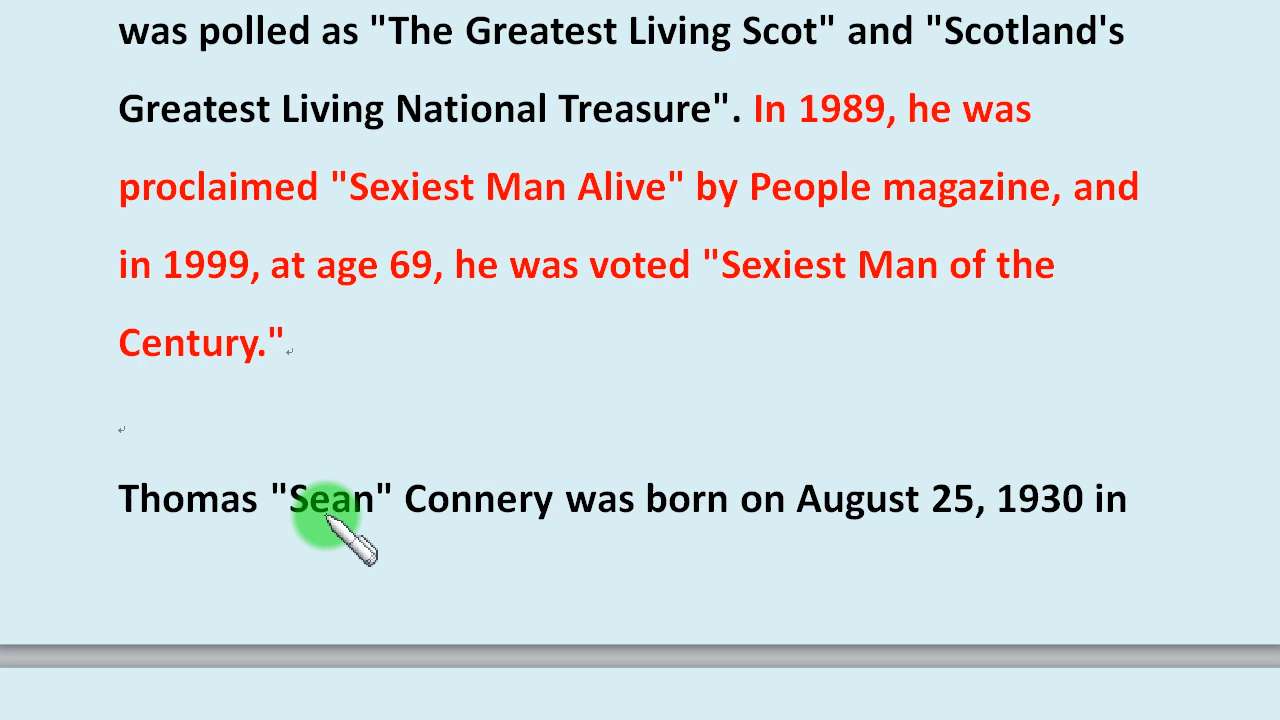 was polled as "The Greatest Living Scot" and "Scotland's
Greatest Living National Treasure". In 1989, he was
proclaimed "Sexiest Man Alive" by People magazine, and
in 1999, at age 69, he was voted "Sexiest Man of the
Century."
Thomas "Sean" Connery was born on August 25, 1930 in